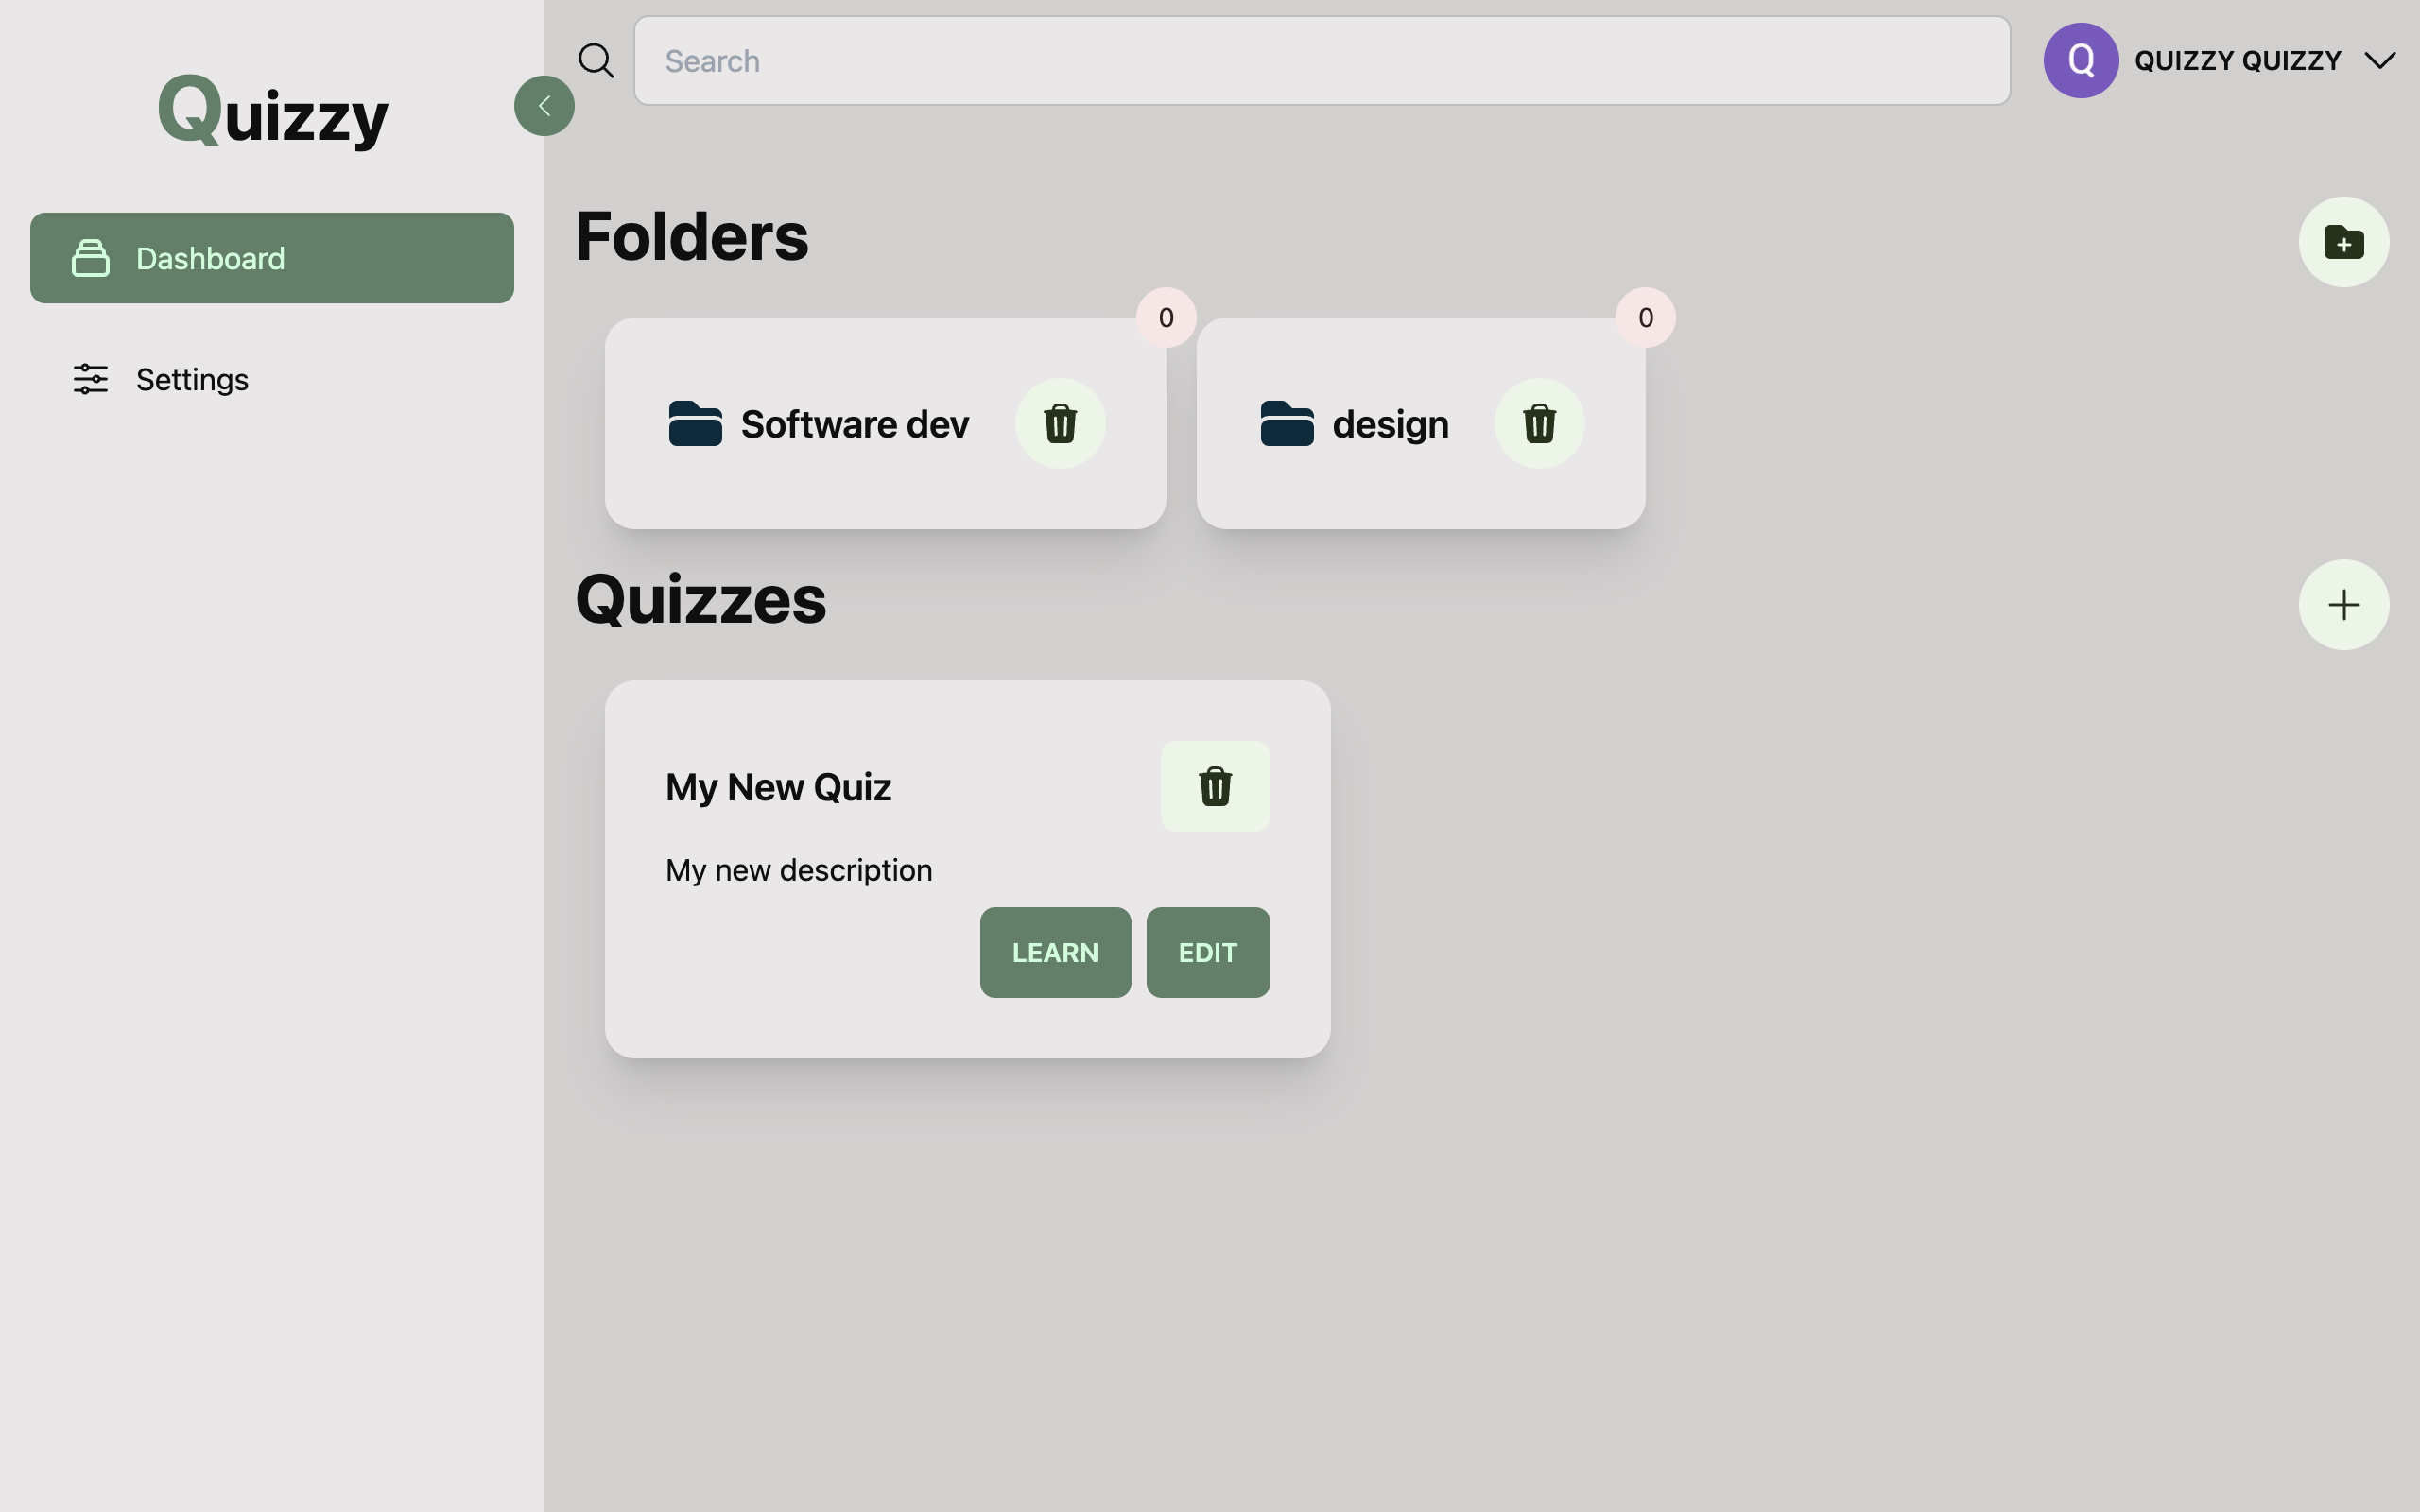 Quizzy
Dashboard
Settings
Search
Q
QUIZZY QUIZZY
Folders
0
0
Software dev
design
Quizzes
My New Quiz
My new description
LEARN
EDIT